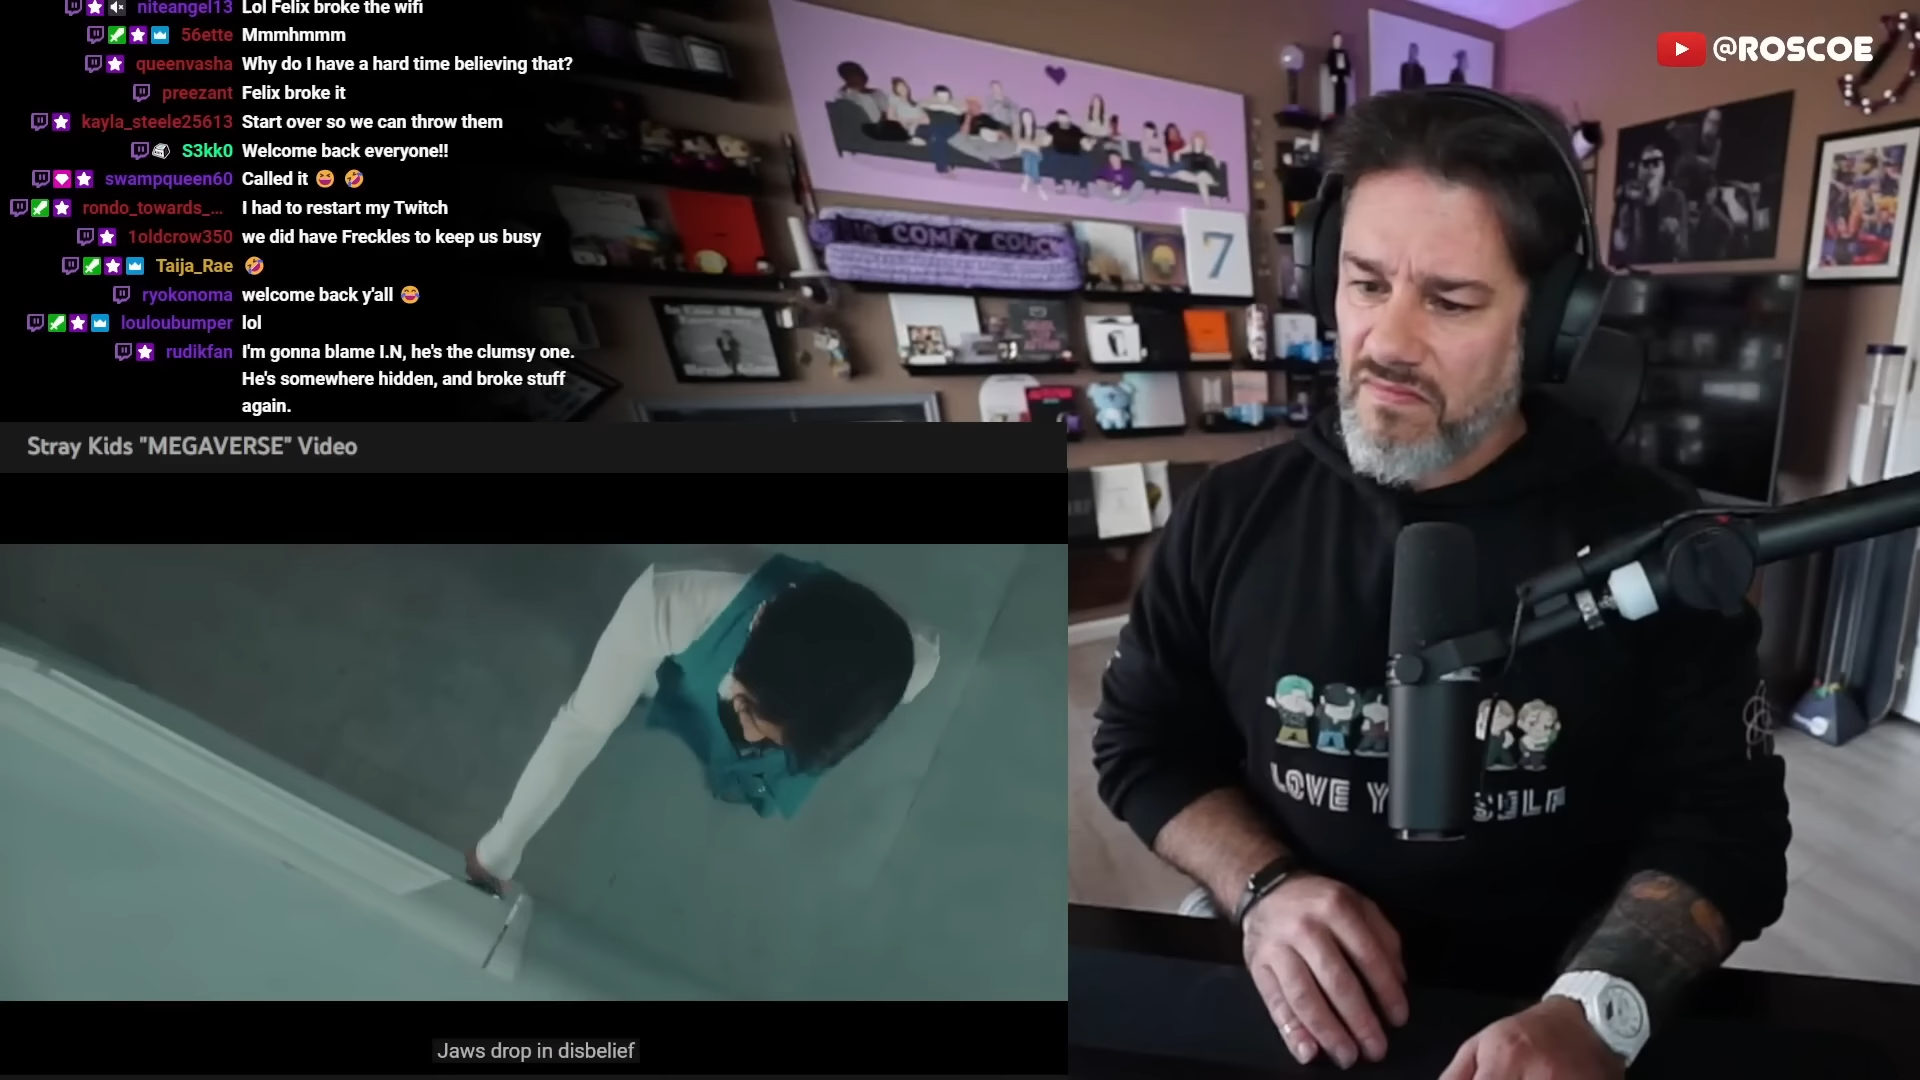 niteangel13 Lol Felix broke the wifi
56ette Mmmhmmm
queenvasha Why do I have a hard time believing that?
preezant Felix broke it
kayla_steele25613 Start over so we can throw them
S3kk0 Welcome back everyone!!
swampqueen60 Called it 😆 🤣
rondo_towards_... I had to restart my Twitch
1oldcrow350 we did have Freckles to keep us busy
Taija_Rae 🤣
ryokonoma welcome back y'all 😂
louloubumper lol
rudikfan I'm gonna blame I.N, he's the clumsy one.
He's somewhere hidden, and broke stuff
again.
Stray Kids "MEGAVERSE" Video
Jaws drop in disbelief
@ROSCOE
COMFY COUCH
7
LOVE Y SELF